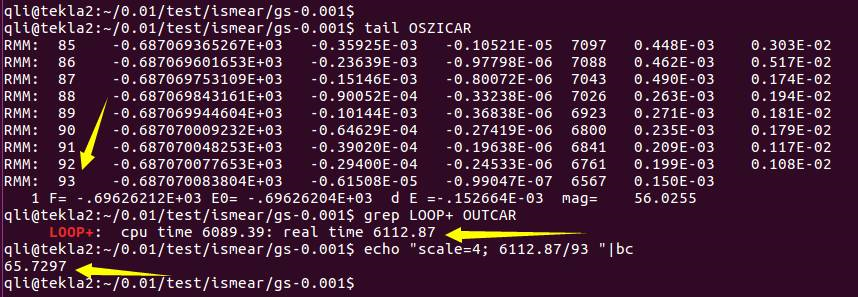 qli@tekla2:~/0.01/test/ismear/gs-0.001$
qli@tekla2:~/0.01/test/ismear/gs-0.001$ tail OSZICAR
RMM:  85    -0.687069365267E+03   -0.35925E-03   -0.10521E-05  7097   0.448E-03    0.303E-02
RMM:  86    -0.687069601653E+03   -0.23639E-03   -0.97798E-06  7088   0.462E-03    0.517E-02
RMM:  87    -0.687069753109E+03   -0.15146E-03   -0.80072E-06  7043   0.490E-03    0.174E-02
RMM:  88    -0.687069843161E+03   -0.90052E-04   -0.33238E-06  7026   0.263E-03    0.194E-02
RMM:  89    -0.687069944604E+03   -0.10144E-03   -0.36838E-06  6923   0.271E-03    0.181E-02
RMM:  90    -0.687070009232E+03   -0.64629E-04   -0.27419E-06  6800   0.235E-03    0.179E-02
RMM:  91    -0.687070048253E+03   -0.39020E-04   -0.19638E-06  6841   0.209E-03    0.117E-02
RMM:  92    -0.687070077653E+03   -0.29400E-04   -0.24533E-06  6761   0.199E-03    0.108E-02
RMM:  93    -0.687070083804E+03   -0.61508E-05   -0.99047E-07  6567   0.150E-03
   1 F= -.69626212E+03 E0= -.69626204E+03  d E =-.152664E-03  mag=    56.0255
qli@tekla2:~/0.01/test/ismear/gs-0.001$ grep LOOP+ OUTCAR
     LOOP+:  cpu time 6089.39: real time 6112.87
qli@tekla2:~/0.01/test/ismear/gs-0.001$ echo "scale=4; 6112.87/93 "|bc
65.7297
qli@tekla2:~/0.01/test/ismear/gs-0.001$